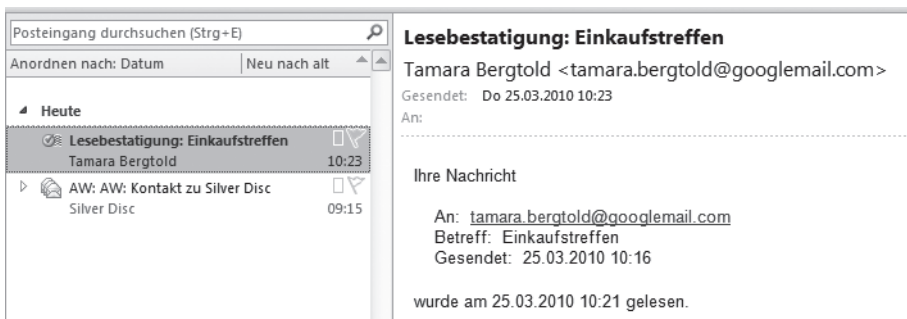 Posteingang durchsuchen (Strg+E)
Anordnen nach: Datum Neu nach alt
Heute
Lesebestatigung: Einkaufstreffen
Tamara Bergtold 10:23
AW: AW: Kontakt zu Silver Disc
Silver Disc 09:15
Lesebestatigung: Einkaufstreffen
Tamara Bergtold <tamara.bergtold@googlemail.com>
Gesendet: Do 25.03.2010 10:23
An:
Ihre Nachricht
An: tamara.bergtold@googlemail.com
Betreff: Einkaufstreffen
Gesendet: 25.03.2010 10:16
wurde am 25.03.2010 10:21 gelesen.